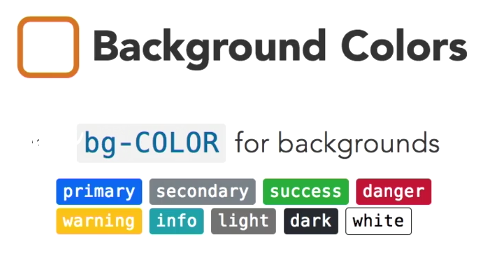 Background Colors
bg-COLOR for backgrounds
primary secondary success danger
warning info light dark white